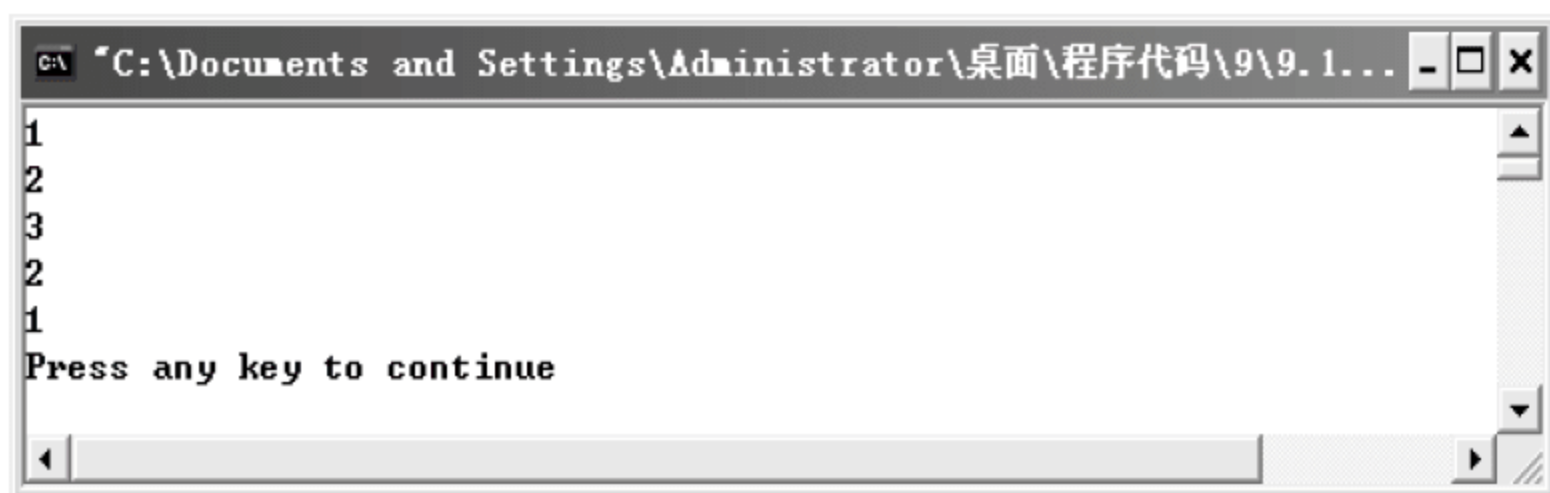 "C:\Documents and Settings\Administrator\桌面\程序代码\9\9.1...
1
2
3
2
1
Press any key to continue